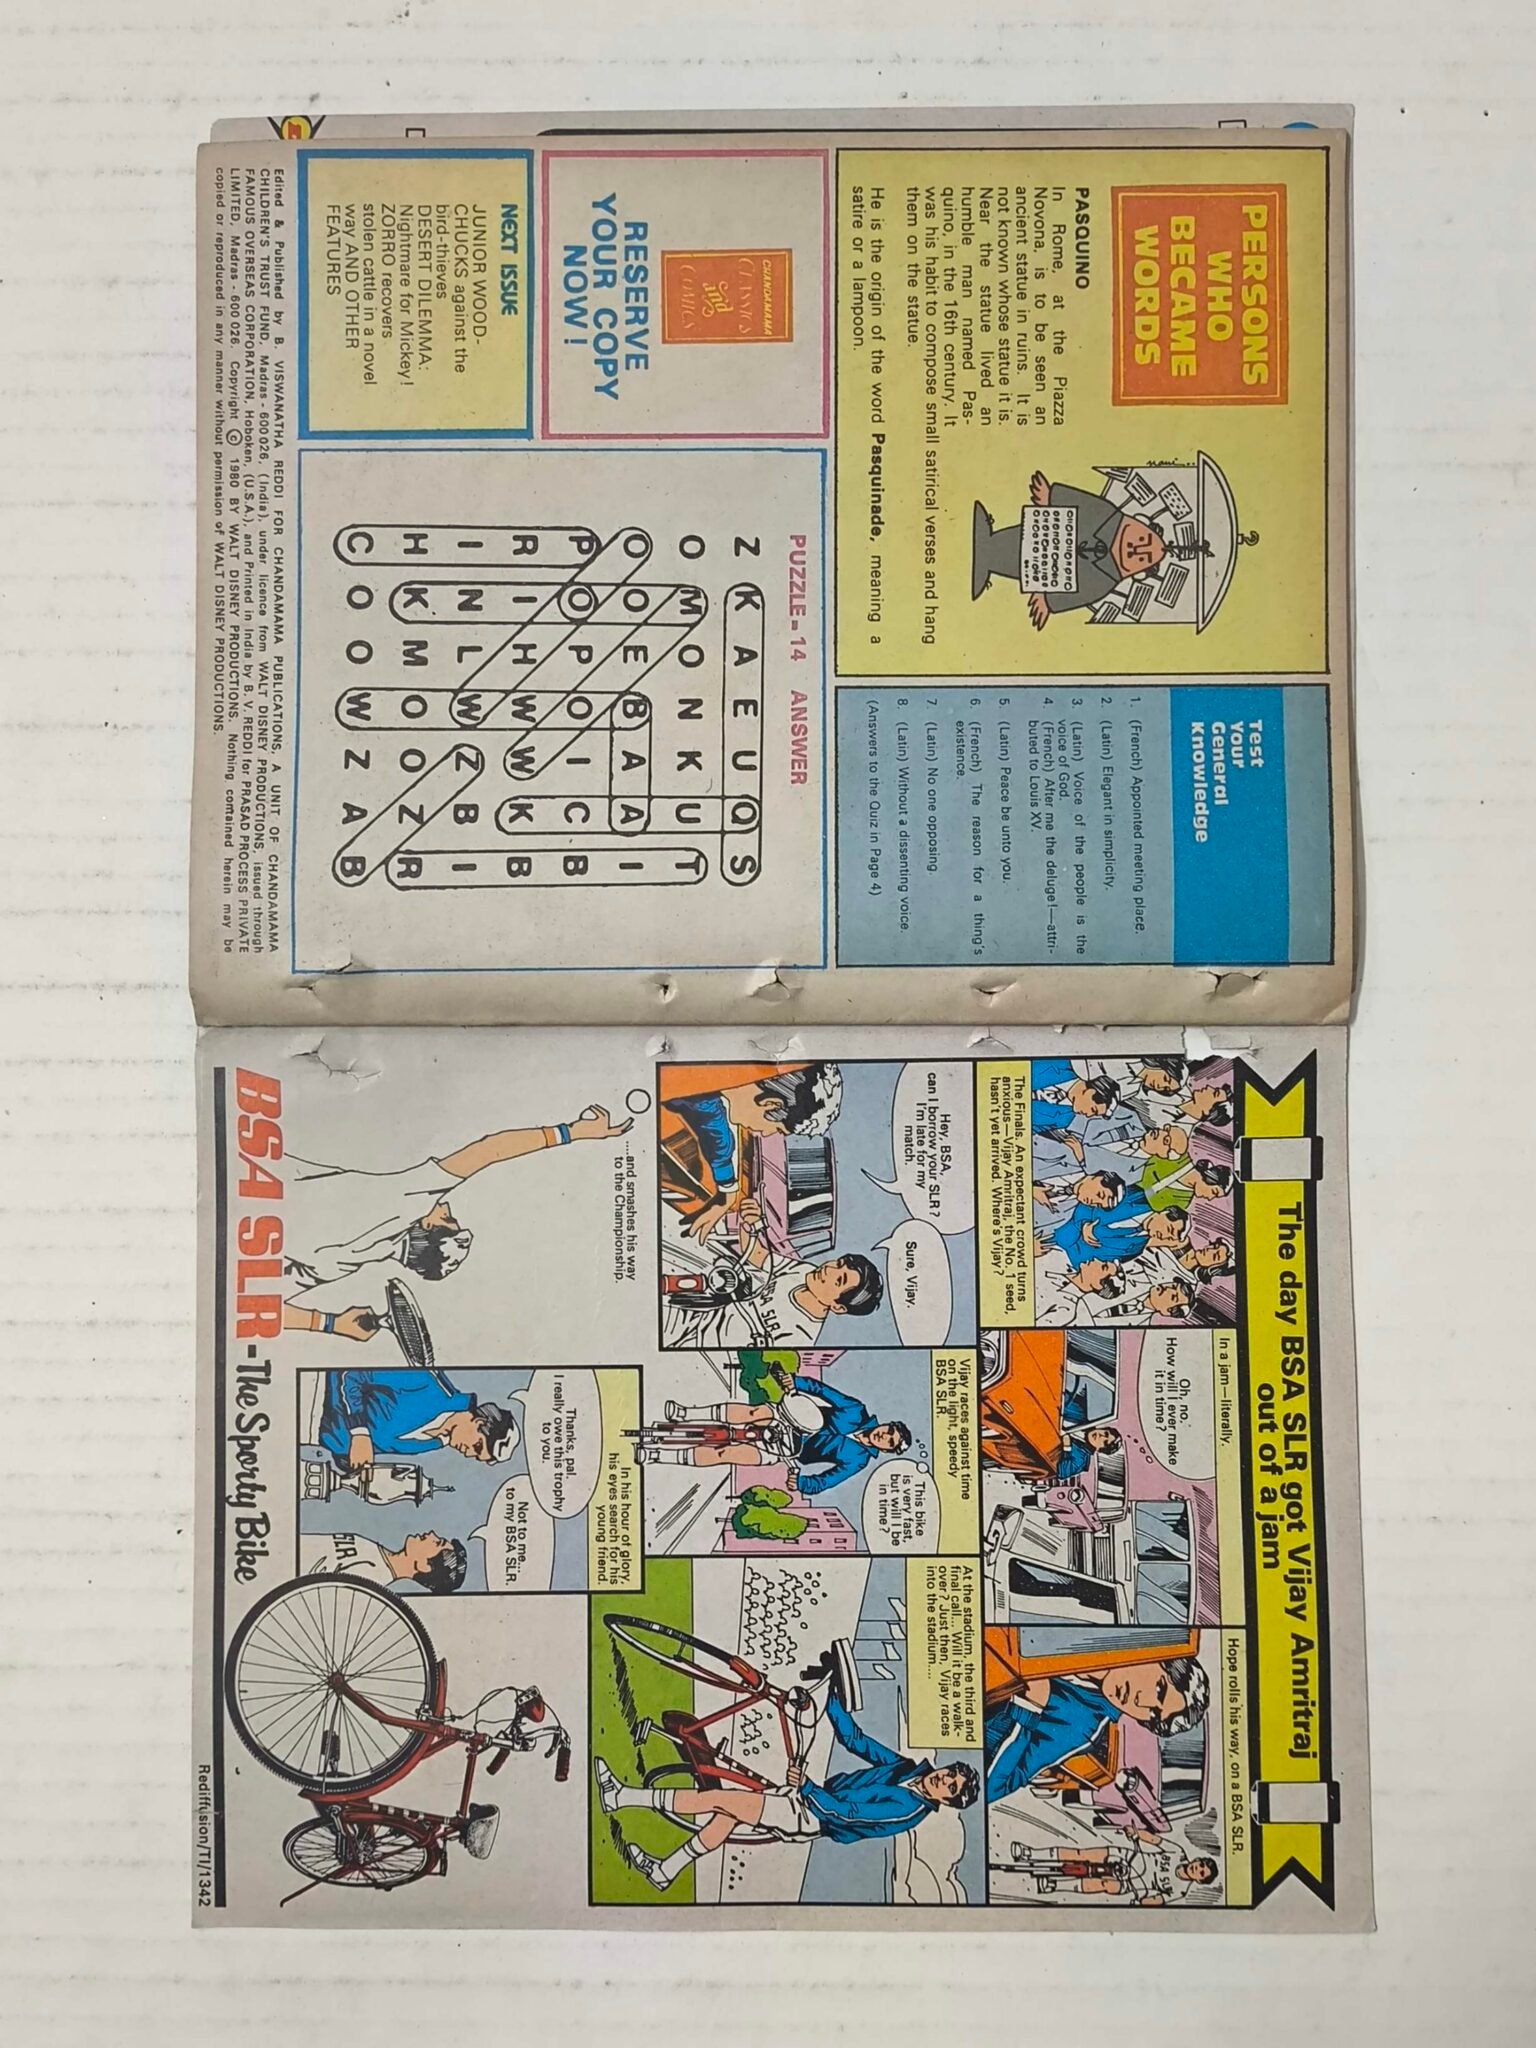 PERSONS
WHO
BECAME
WORDS
PASQUINO
In Rome, at the Piazza
Novona, is to be seen an
ancient statue in ruins. It is
not known whose statue it is.
Near the statue lived an
humble man named Pas-
quino, in the 16th century. It
was his habit to compose small satirical verses and hang
them on the statue.
He is the origin of the word Pasquinade, meaning a
satire or a lampoon.
Test
Your
General
Knowledge
1. (French) Appointed meeting place.
2. (Latin) Elegant in simplicity.
3. (Latin) Voice of the people is the
voice of God.
4. (French) After me the deluge!—attri-
buted to Louis XV.
5. (Latin) Peace be unto you.
6. (French) The reason for a thing's
existence.
7. (Latin) No one opposing.
8. (Latin) Without a dissenting voice.
(Answers to the Quiz in Page 4)
CHANDAMAMA
CLASSICS
and
COMICS
RESERVE
YOUR COPY
NOW!
NEXT ISSUE
JUNIOR WOOD-
CHUCKS against the
bird-thieves
DESERT DILEMMA:
Nightmare for Mickey!
ZORRO recovers
stolen cattle in a novel
way AND OTHER
FEATURES
PUZZLE-14 ANSWER
Z K A E U Q S
O M O N K U T
O O E B A A I
P O P O I C B
R I H W W K B
I N L W Z B I
H K M O O Z R
C O O W Z A B
Edited & Published by B. VISWANATHA REDDI FOR CHANDAMAMA PUBLICATIONS, A UNIT OF CHANDAMAMA
CHILDREN'S TRUST FUND, Madras - 600 026, (India), under licence from WALT DISNEY PRODUCTIONS, issued through
FAMOUS OVERSEAS CORPORATION, Hoboken, (U.S.A.), and Printed in India by B. V. REDDI for PRASAD PROCESS PRIVATE
LIMITED, Madras - 600 026. Copyright © 1980 BY WALT DISNEY PRODUCTIONS. Nothing contained herein may be
copied or reproduced in any manner without permission of WALT DISNEY PRODUCTIONS.
The day BSA SLR got Vijay Amritraj
out of a jam
The Finals. An expectant crowd turns
anxious—Vijay Amritraj, the No. 1 seed,
hasn't yet arrived. Where's Vijay?
In a jam—literally.
Oh, no.
How will I ever make
it in time?
Hope rolls his way, on a BSA SLR.
BSA SLR
Hey, BSA,
can I borrow your SLR?
I'm late for my
match.
Sure, Vijay.
BSA SLR
Vijay races against time
on the light, speedy
BSA SLR.
This bike
is very fast,
but will I be
in time?
At the stadium, the third and
final call... Will it be a walk-
over? Just then, Vijay races
into the stadium....
....and smashes his way
to the Championship.
In his hour of glory,
his eyes search for his
young friend.
Thanks, pal.
I really owe this trophy
to you.
Not to me...
to my BSA SLR.
SLR
BSA SLR-The Sporty Bike
Rediffusion/TI/1342